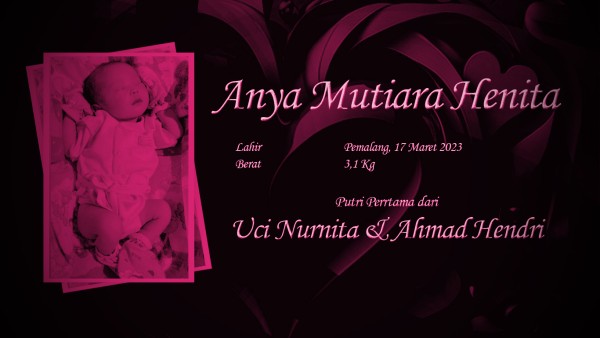 Anya Mutiara Henita
Lahir Pemalang, 17 Maret 2023
Berat 3,1 Kg
Putri Perrtama dari
Uci Nurnita & Ahmad Hendri